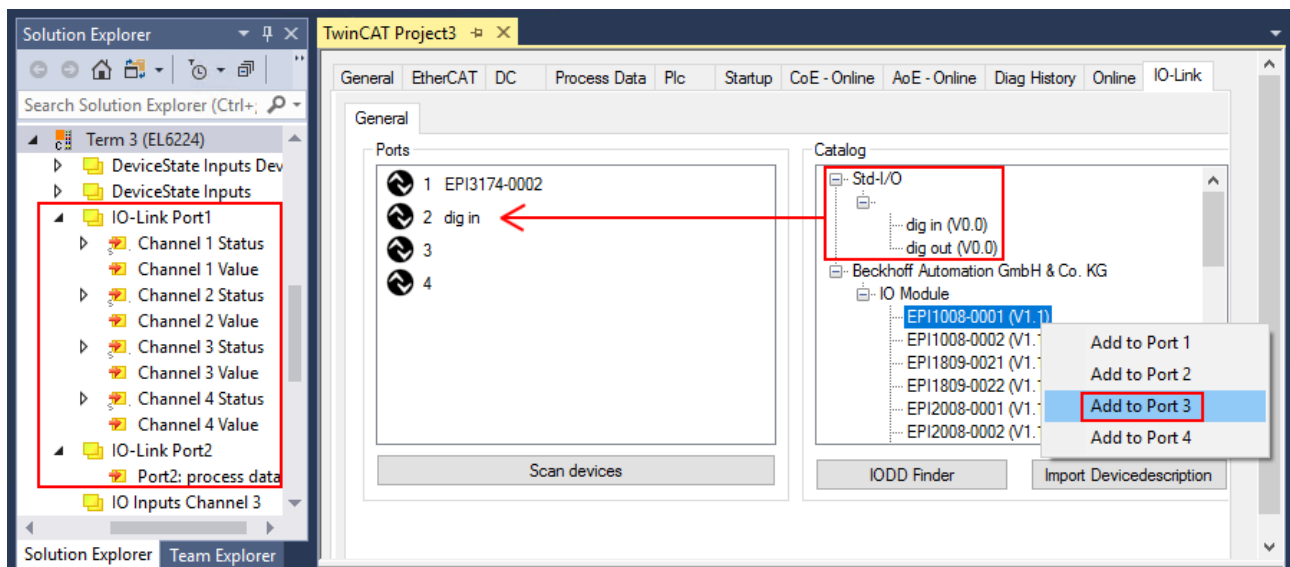 Solution Explorer
Search Solution Explorer (Ctrl+;
Term 3 (EL6224)
DeviceState Inputs Dev
DeviceState Inputs
IO-Link Port1
Channel 1 Status
Channel 1 Value
Channel 2 Status
Channel 2 Value
Channel 3 Status
Channel 3 Value
Channel 4 Status
Channel 4 Value
IO-Link Port2
Port2: process data
IO Inputs Channel 3
Solution Explorer Team Explorer
TwinCAT Project3
General EtherCAT DC Process Data Plc Startup CoE - Online AoE - Online Diag History Online IO-Link
General
Ports
1 EPI3174-0002
2 dig in
3
4
Scan devices
Catalog
Std-I/O
dig in (V0.0)
dig out (V0.0)
Beckhoff Automation GmbH & Co. KG
IO Module
EPI1008-0001 (V1.1)
EPI1008-0002 (V1.1
EPI1809-0021 (V1.
EPI1809-0022 (V1.
EPI2008-0001 (V1.
EPI2008-0002 (V1.
Add to Port 1
Add to Port 2
Add to Port 3
Add to Port 4
IODD Finder Import Devicedescription